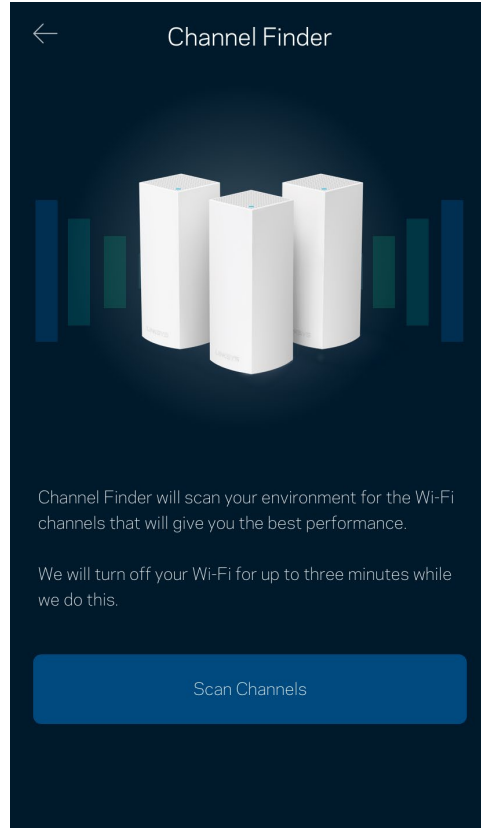 Channel Finder
LINKSYS
LINKSYS
Channel Finder will scan your environment for the Wi-Fi
channels that will give you the best performance.
We will turn off your Wi-Fi for up to three minutes while
we do this.
Scan Channels